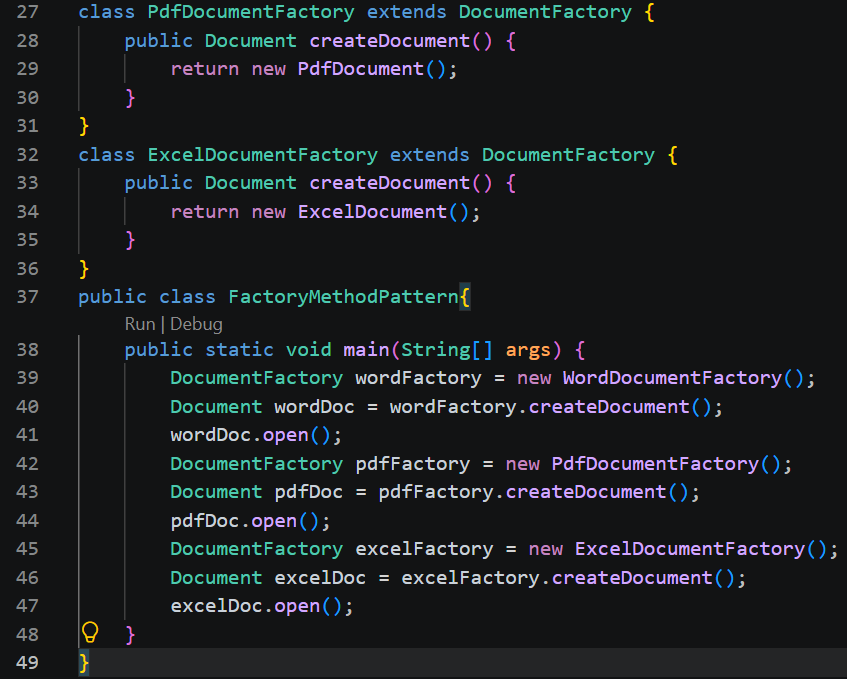 27 class PdfDocumentFactory extends DocumentFactory {
28 public Document createDocument() {
29 return new PdfDocument();
30 }
31 }
32 class ExcelDocumentFactory extends DocumentFactory {
33 public Document createDocument() {
34 return new ExcelDocument();
35 }
36 }
37 public class FactoryMethodPattern{
Run | Debug
38 public static void main(String[] args) {
39 DocumentFactory wordFactory = new WordDocumentFactory();
40 Document wordDoc = wordFactory.createDocument();
41 wordDoc.open();
42 DocumentFactory pdfFactory = new PdfDocumentFactory();
43 Document pdfDoc = pdfFactory.createDocument();
44 pdfDoc.open();
45 DocumentFactory excelFactory = new ExcelDocumentFactory();
46 Document excelDoc = excelFactory.createDocument();
47 excelDoc.open();
48 }
49 }